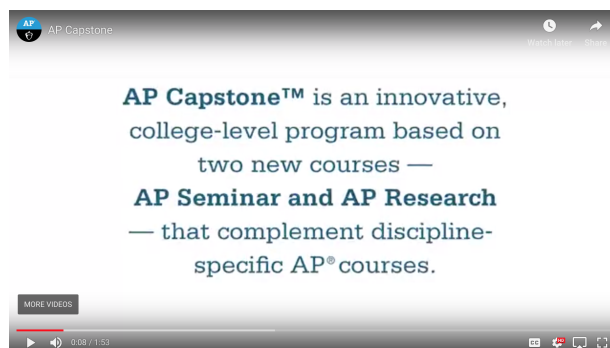 AP
AP Capstone
Watch later
Share
AP Capstone™ is an innovative,
college-level program based on
two new courses —
AP Seminar and AP Research
— that complement discipline-
specific AP® courses.
MORE VIDEOS
0:08 / 1:53
CC
HD